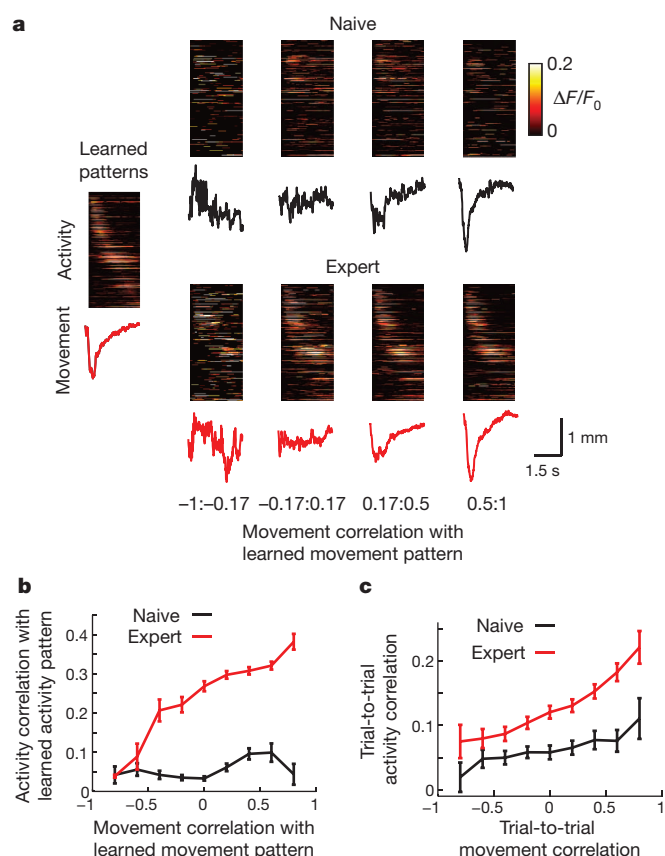 a
Naive
0.2
ΔF/F0
0
Learned
patterns
Activity
Movement
Expert
1 mm
1.5 s
–1:–0.17
–0.17:0.17
0.17:0.5
0.5:1
Movement correlation with
learned movement pattern
b
Naive
Expert
Activity correlation with
learned activity pattern
0.4
0.3
0.2
0.1
0
–1
–0.5
0
0.5
1
Movement correlation with
learned movement pattern
c
Naive
Expert
Trial-to-trial
activity correlation
0.2
0.1
0
–1
–0.5
0
0.5
1
Trial-to-trial
movement correlation